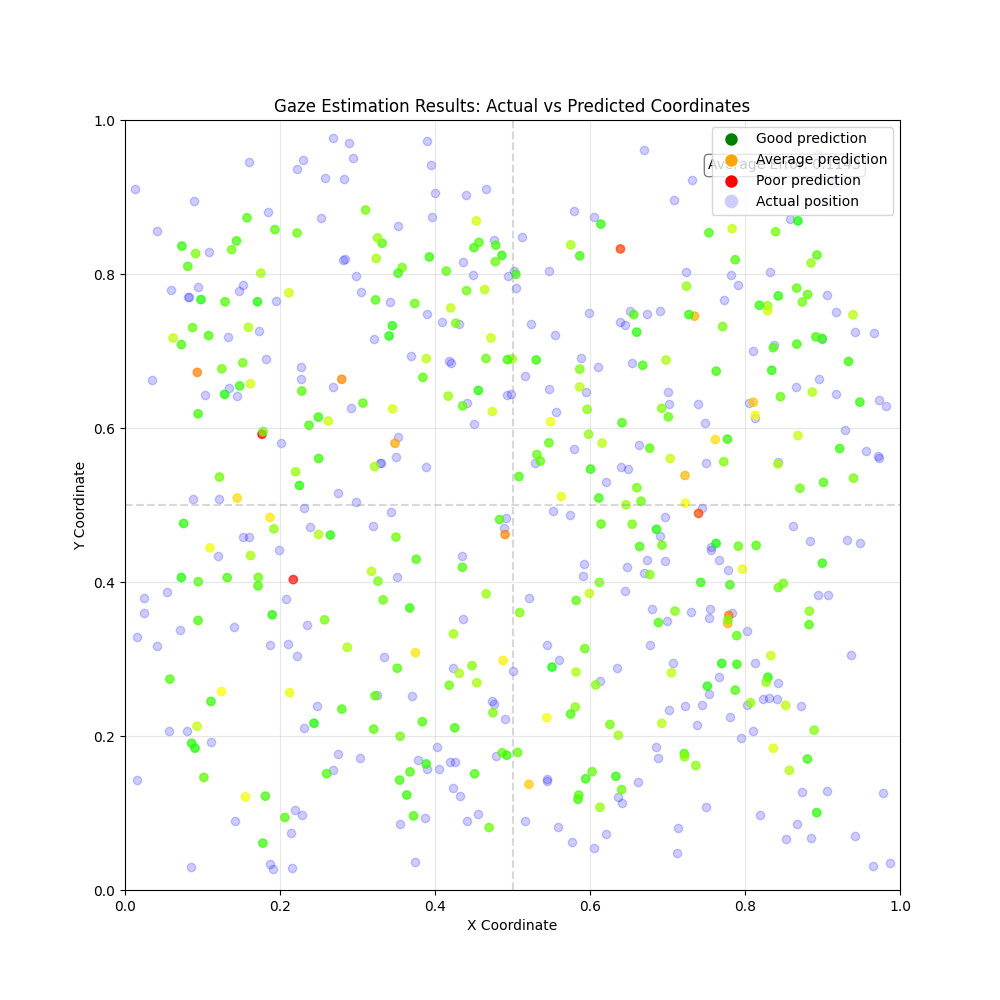 Gaze Estimation Results: Actual vs Predicted Coordinates
Good prediction
Average prediction
Poor prediction
Actual position
Average Error:
1.0
0.8
0.6
0.4
0.2
0.0
Y Coordinate
0.0 0.2 0.4 0.6 0.8 1.0
X Coordinate